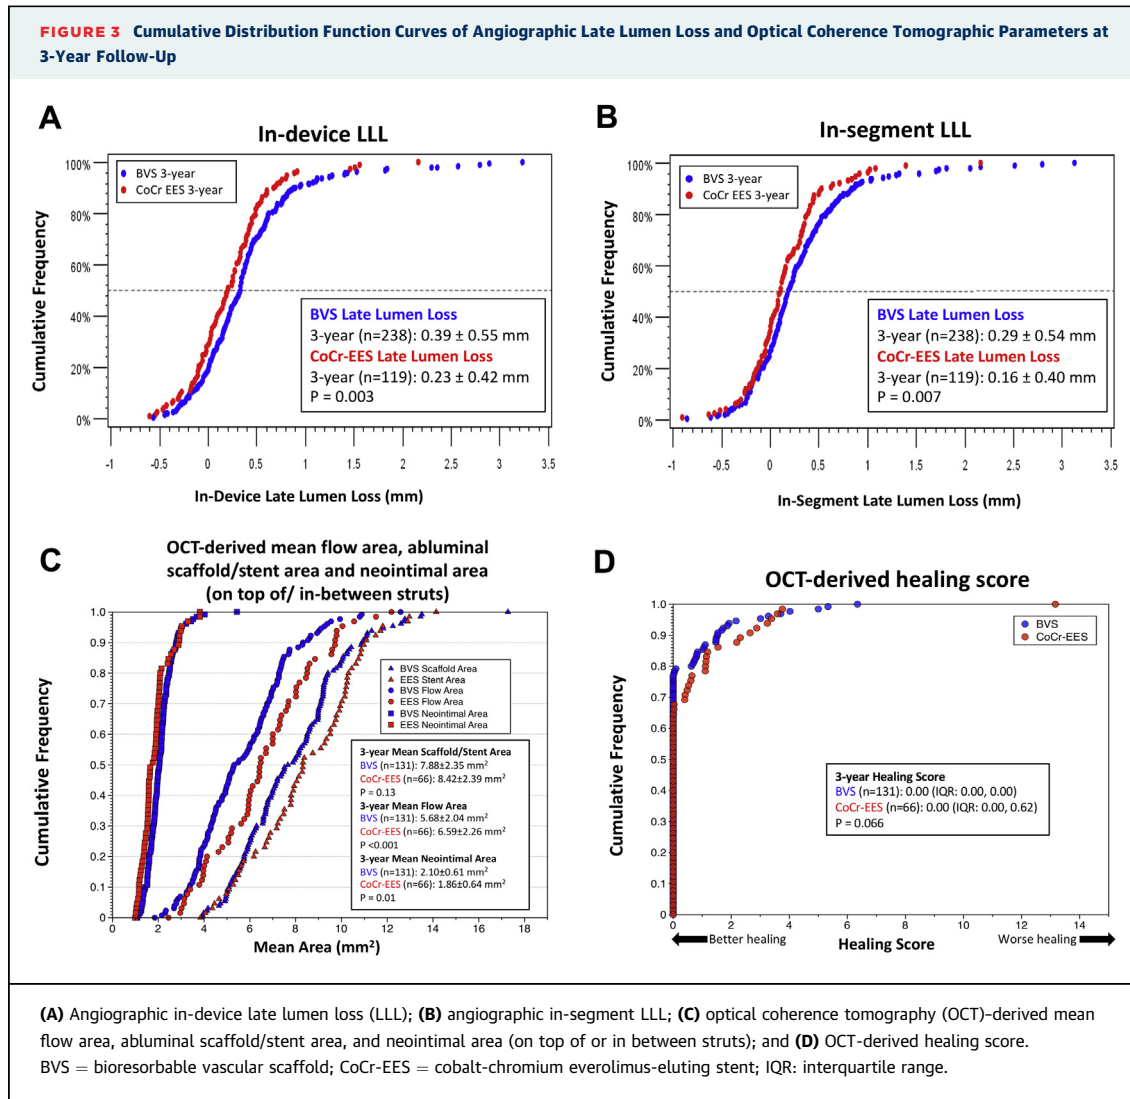 FIGURE 3 Cumulative Distribution Function Curves of Angiographic Late Lumen Loss and Optical Coherence Tomographic Parameters at
3-Year Follow-Up
A
In-device LLL
Cumulative Frequency
100%
80%
60%
40%
20%
0%
BVS 3-year
CoCr EES 3-year
BVS Late Lumen Loss
3-year (n=238): 0.39 ± 0.55 mm
CoCr-EES Late Lumen Loss
3-year (n=119): 0.23 ± 0.42 mm
P = 0.003
-1 -0.5 0 0.5 1 1.5 2 2.5 3 3.5
In-Device Late Lumen Loss (mm)
B
In-segment LLL
Cumulative Frequency
100%
80%
60%
40%
20%
0%
BVS 3-year
CoCr EES 3-year
BVS Late Lumen Loss
3-year (n=238): 0.29 ± 0.54 mm
CoCr-EES Late Lumen Loss
3-year (n=119): 0.16 ± 0.40 mm
P = 0.007
-1 -0.5 0 0.5 1 1.5 2 2.5 3 3.5
In-Segment Late Lumen Loss (mm)
C
OCT-derived mean flow area, abluminal
scaffold/stent area and neointimal area
(on top of/ in-between struts)
Cumulative Frequency
1.0
0.9
0.8
0.7
0.6
0.5
0.4
0.3
0.2
0.1
0
BVS Scaffold Area
EES Stent Area
BVS Flow Area
EES Flow Area
BVS Neointimal Area
EES Neointimal Area
3-year Mean Scaffold/Stent Area
BVS (n=131): 7.88±2.35 mm²
CoCr-EES (n=66): 8.42±2.39 mm²
P = 0.13
3-year Mean Flow Area
BVS (n=131): 5.68±2.04 mm²
CoCr-EES (n=66): 6.59±2.26 mm²
P <0.001
3-year Mean Neointimal Area
BVS (n=131): 2.10±0.61 mm²
CoCr-EES (n=66): 1.86±0.64 mm²
P = 0.01
0 2 4 6 8 10 12 14 16 18
Mean Area (mm²)
D
OCT-derived healing score
Cumulative Frequency
1.0
0.9
0.8
0.7
0.6
0.5
0.4
0.3
0.2
0.1
0
BVS
CoCr-EES
3-year Healing Score
BVS (n=131): 0.00 (IQR: 0.00, 0.00)
CoCr-EES (n=66): 0.00 (IQR: 0.00, 0.62)
P = 0.066
0 2 4 6 8 10 12 14
Better healing
Healing Score
Worse healing
(A) Angiographic in-device late lumen loss (LLL); (B) angiographic in-segment LLL; (C) optical coherence tomography (OCT)–derived mean
flow area, abluminal scaffold/stent area, and neointimal area (on top of or in between struts); and (D) OCT-derived healing score.
BVS = bioresorbable vascular scaffold; CoCr-EES = cobalt-chromium everolimus-eluting stent; IQR: interquartile range.